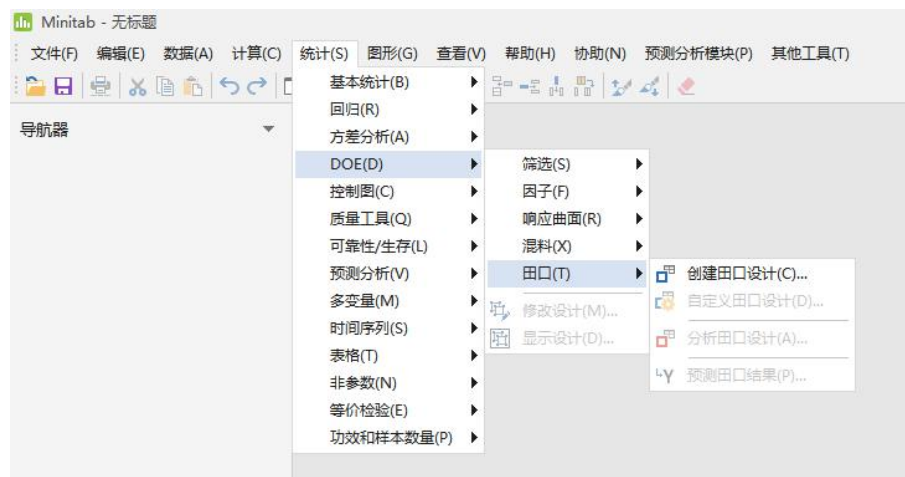 Minitab - 无标题
文件(F) 编辑(E) 数据(A) 计算(C) 统计(S) 图形(G) 查看(V) 帮助(H) 协助(N) 预测分析模块(P) 其他工具(T)
导航器
基本统计(B)
回归(R)
方差分析(A)
DOE(D)
控制图(C)
质量工具(Q)
可靠性/生存(L)
预测分析(V)
多变量(M)
时间序列(S)
表格(T)
非参数(N)
等价检验(E)
功效和样本数量(P)
筛选(S)
因子(F)
响应曲面(R)
混料(X)
田口(T)
修改设计(M)...
显示设计(D)...
创建田口设计(C)...
自定义田口设计(D)...
分析田口设计(A)...
预测田口结果(P)...